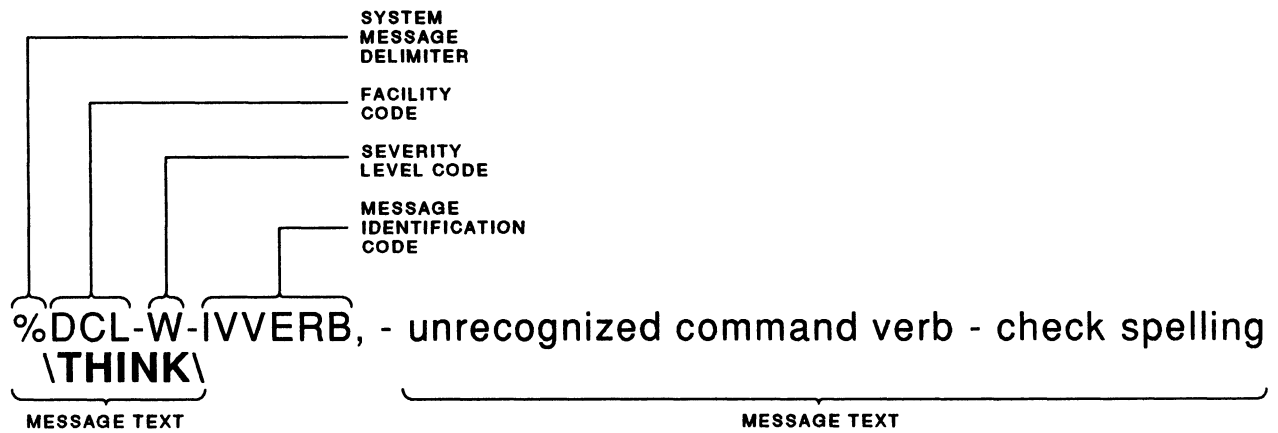 SYSTEM
MESSAGE
DELIMITER
FACILITY
CODE
SEVERITY
LEVEL CODE
MESSAGE
IDENTIFICATION
CODE
%DCL-W-IVVERB, - unrecognized command verb - check spelling
\THINK\
MESSAGE TEXT
MESSAGE TEXT